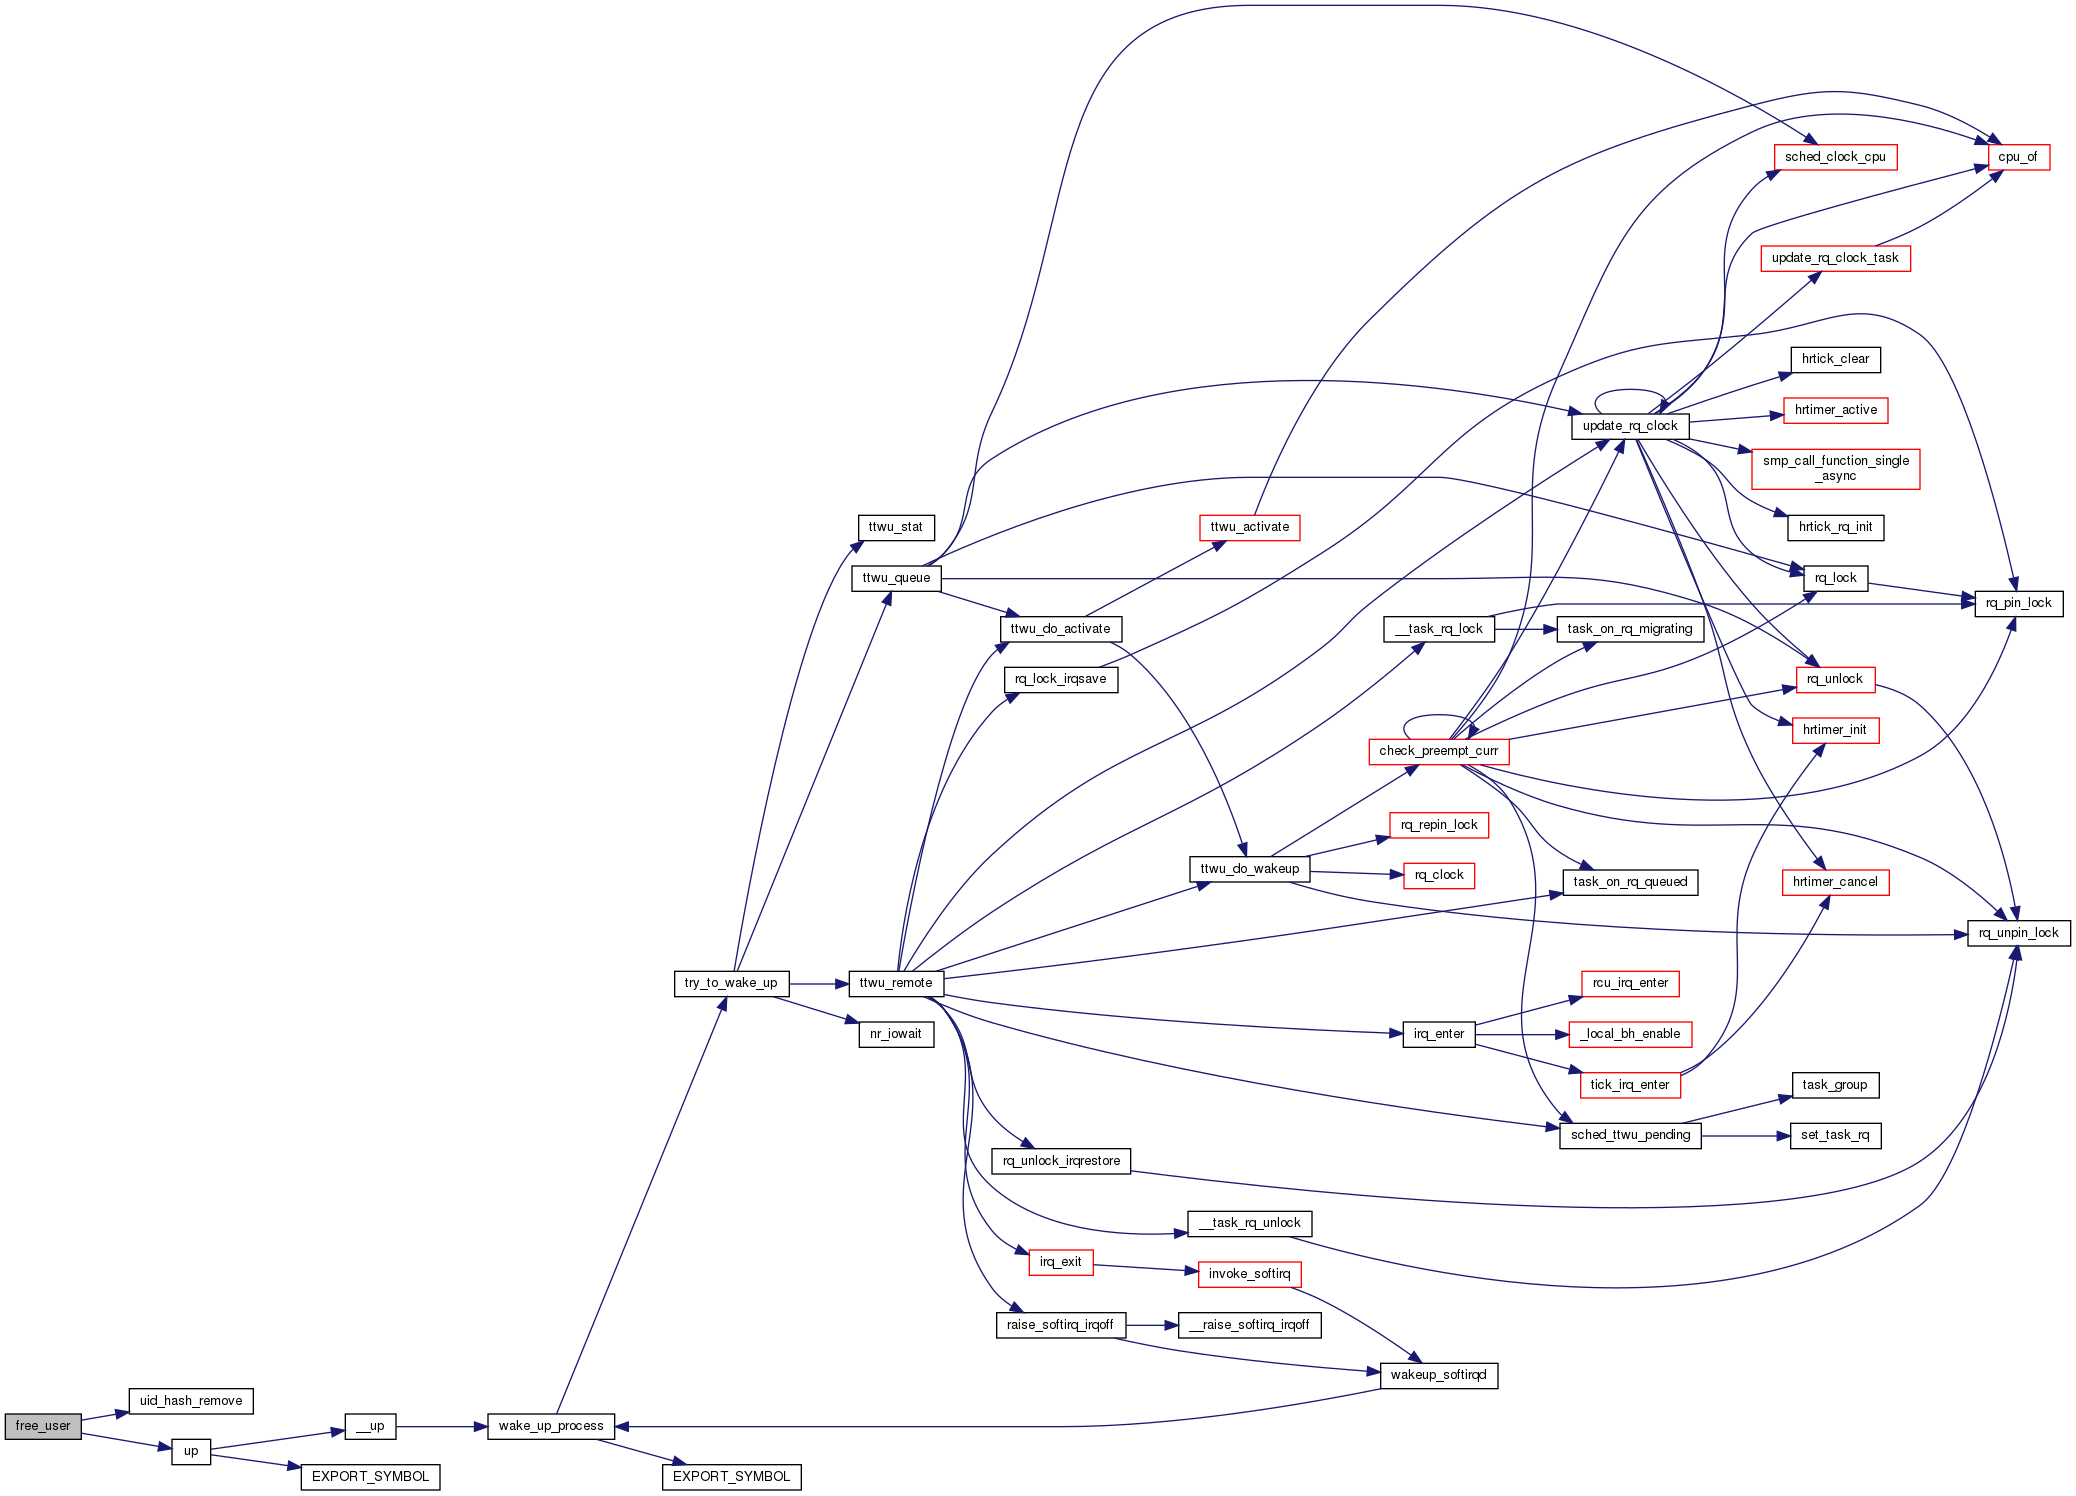 sched_clock_cpu
cpu_of
update_rq_clock_task
hrtick_clear
hrtimer_active
update_rq_clock
smp_call_function_single
_async
ttwu_stat
ttwu_activate
hrtick_rq_init
ttwu_queue
rq_lock
rq_pin_lock
ttwu_do_activate
__task_rq_lock
task_on_rq_migrating
rq_lock_irqsave
rq_unlock
hrtimer_init
check_preempt_curr
rq_repin_lock
ttwu_do_wakeup
rq_clock
task_on_rq_queued
hrtimer_cancel
rq_unpin_lock
try_to_wake_up
ttwu_remote
rcu_irq_enter
nr_iowait
irq_enter
_local_bh_enable
tick_irq_enter
task_group
sched_ttwu_pending
set_task_rq
rq_unlock_irqrestore
__task_rq_unlock
irq_exit
invoke_softirq
raise_softirq_irqoff
__raise_softirq_irqoff
wakeup_softirqd
uid_hash_remove
free_user
__up
wake_up_process
up
EXPORT_SYMBOL
EXPORT_SYMBOL